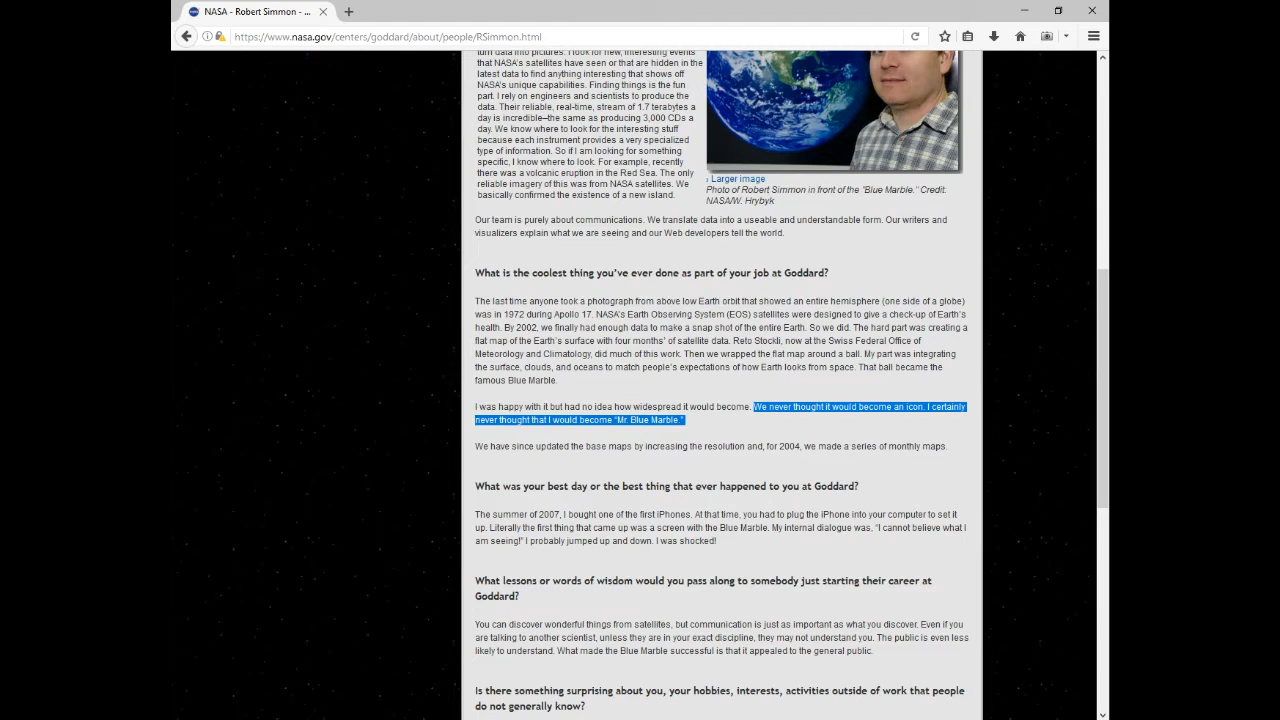 NASA - Robert Simmon - ...
https://www.nasa.gov/centers/goddard/about/people/RSimmon.html
turn data into pictures. I look for new, interesting events
that NASA's satellites have seen or that are hidden in the
latest data to find anything interesting that shows off
NASA's unique capabilities. Finding things is the fun
part. I rely on engineers and scientists to produce the
data. Their reliable, real-time, stream of 1.7 terabytes a
day is incredible–the same as producing 3,000 CDs a
day. We know where to look for the interesting stuff
because each instrument provides a very specialized
type of information. So if I am looking for something
specific, I know where to look. For example, recently
there was a volcanic eruption in the Red Sea. The only
reliable imagery of this was from NASA satellites. We
basically confirmed the existence of a new island.
› Larger image
Photo of Robert Simmon in front of the "Blue Marble." Credit:
NASA/W. Hrybyk
Our team is purely about communications. We translate data into a useable and understandable form. Our writers and
visualizers explain what we are seeing and our Web developers tell the world.
What is the coolest thing you've ever done as part of your job at Goddard?
The last time anyone took a photograph from above low Earth orbit that showed an entire hemisphere (one side of a globe)
was in 1972 during Apollo 17. NASA's Earth Observing System (EOS) satellites were designed to give a check-up of Earth's
health. By 2002, we finally had enough data to make a snap shot of the entire Earth. So we did. The hard part was creating a
flat map of the Earth's surface with four months' of satellite data. Reto Stockli, now at the Swiss Federal Office of
Meteorology and Climatology, did much of this work. Then we wrapped the flat map around a ball. My part was integrating
the surface, clouds, and oceans to match people's expectations of how Earth looks from space. That ball became the
famous Blue Marble.
I was happy with it but had no idea how widespread it would become. We never thought it would become an icon. I certainly
never thought that I would become "Mr. Blue Marble."
We have since updated the base maps by increasing the resolution and, for 2004, we made a series of monthly maps.
What was your best day or the best thing that ever happened to you at Goddard?
The summer of 2007, I bought one of the first iPhones. At that time, you had to plug the iPhone into your computer to set it
up. Literally the first thing that came up was a screen with the Blue Marble. My internal dialogue was, "I cannot believe what I
am seeing!" I probably jumped up and down. I was shocked!
What lessons or words of wisdom would you pass along to somebody just starting their career at
Goddard?
You can discover wonderful things from satellites, but communication is just as important as what you discover. Even if you
are talking to another scientist, unless they are in your exact discipline, they may not understand you. The public is even less
likely to understand. What made the Blue Marble successful is that it appealed to the general public.
Is there something surprising about you, your hobbies, interests, activities outside of work that people
do not generally know?